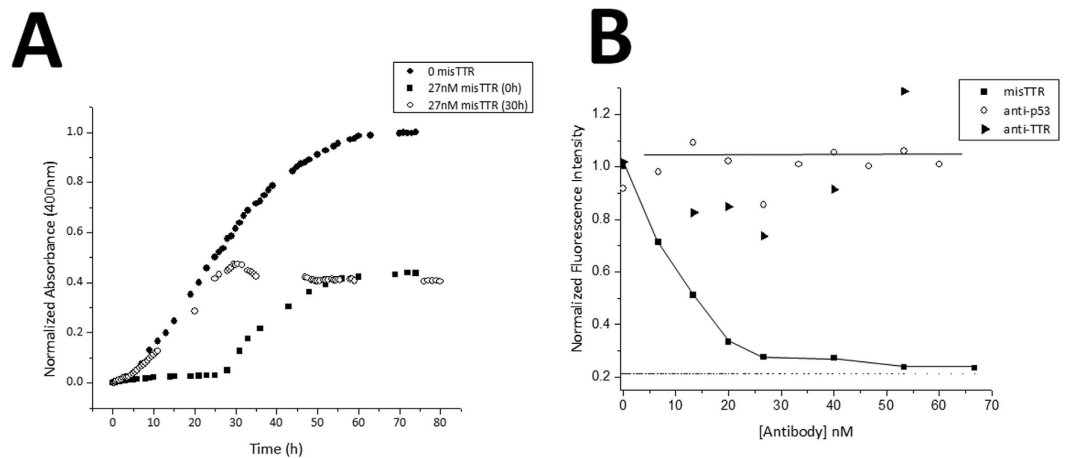 A
0 misTTR
27nM misTTR (0h)
27nM misTTR (30h)
Normalized Absorbance (400nm)
1.0
0.8
0.6
0.4
0.2
0.0
0 10 20 30 40 50 60 70 80
Time (h)
B
misTTR
anti-p53
anti-TTR
Normalized Fluorescence Intensity
1.2
1.0
0.8
0.6
0.4
0.2
0 10 20 30 40 50 60 70
[Antibody] nM